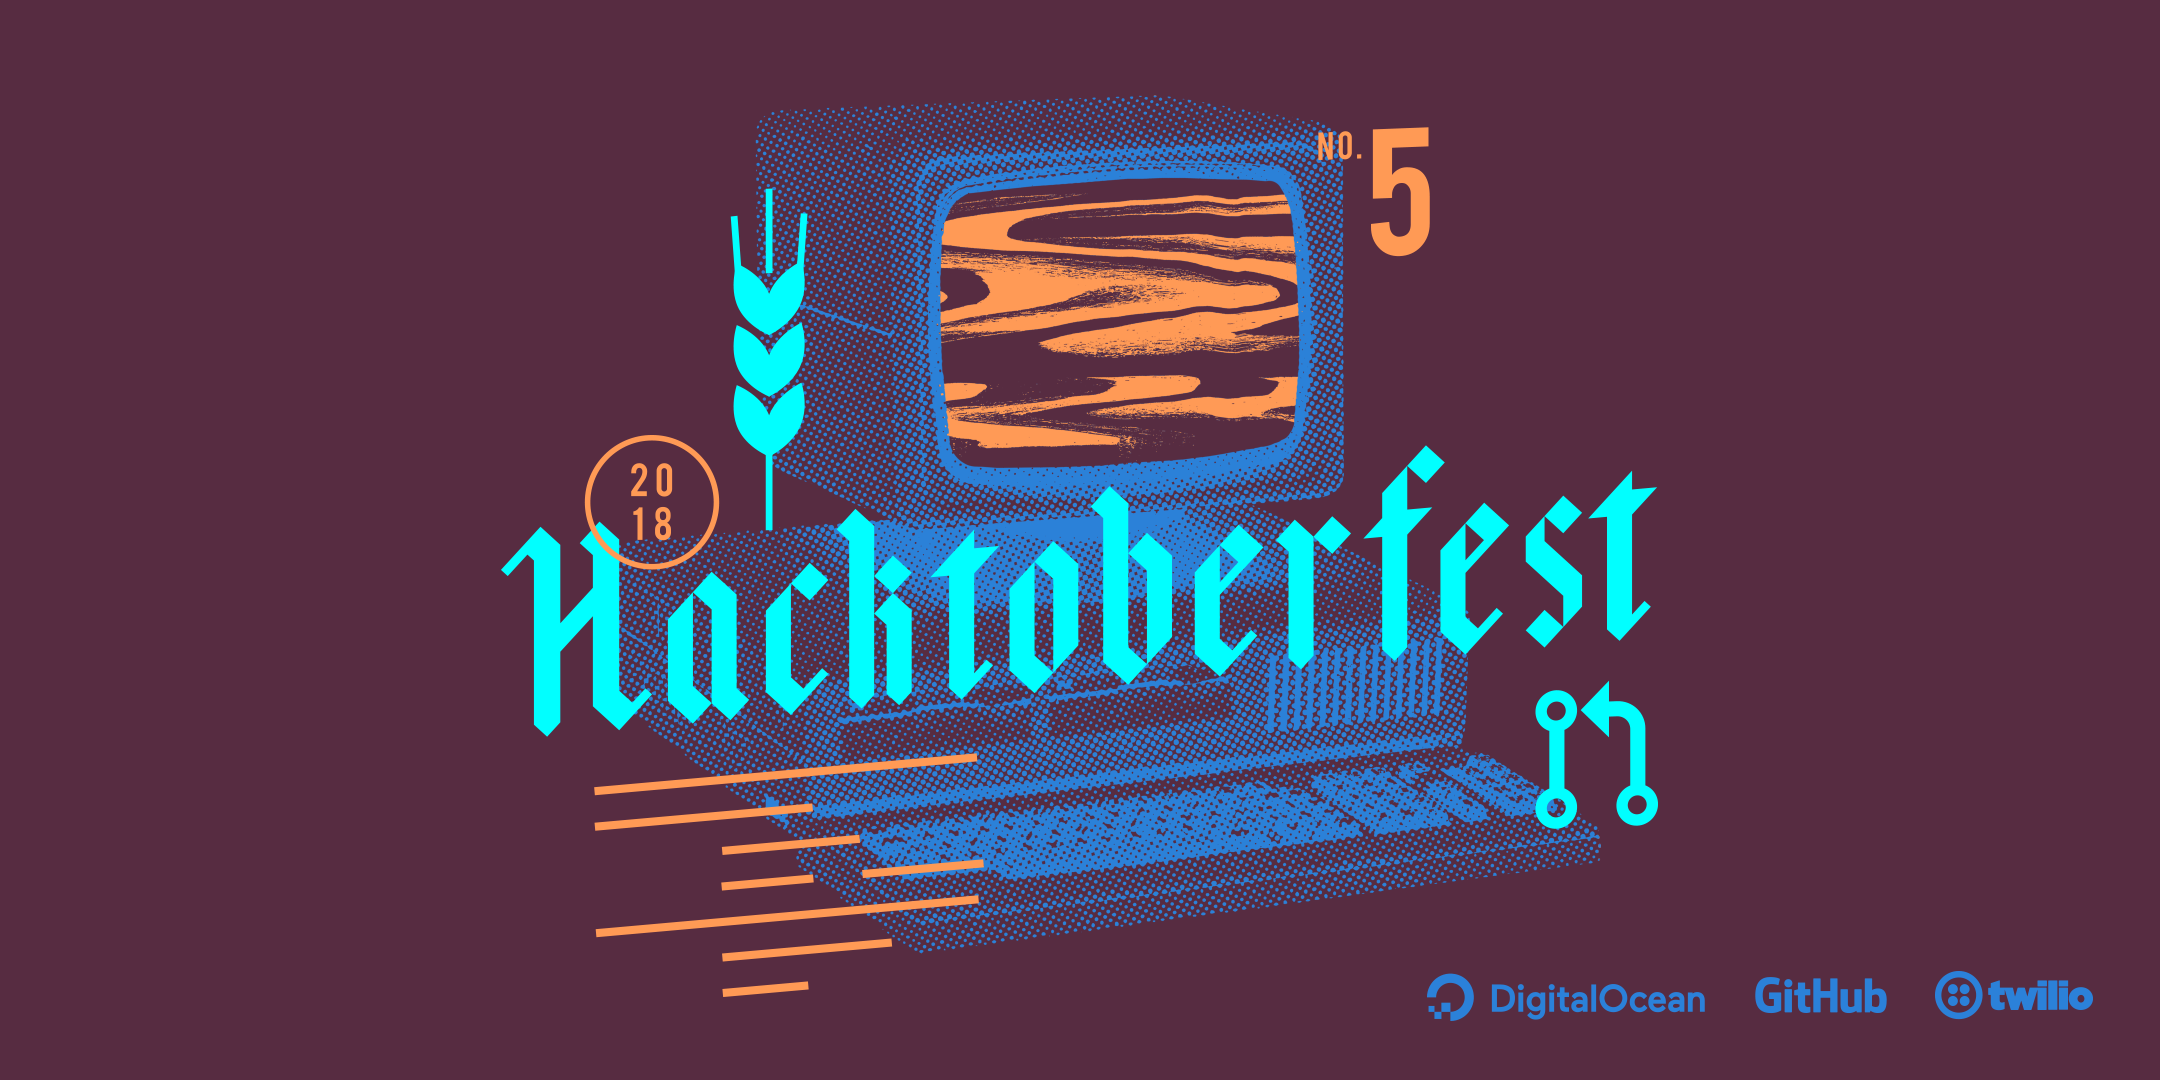 NO. 5
20
18
Hacktoberfest
DigitalOcean GitHub twilio